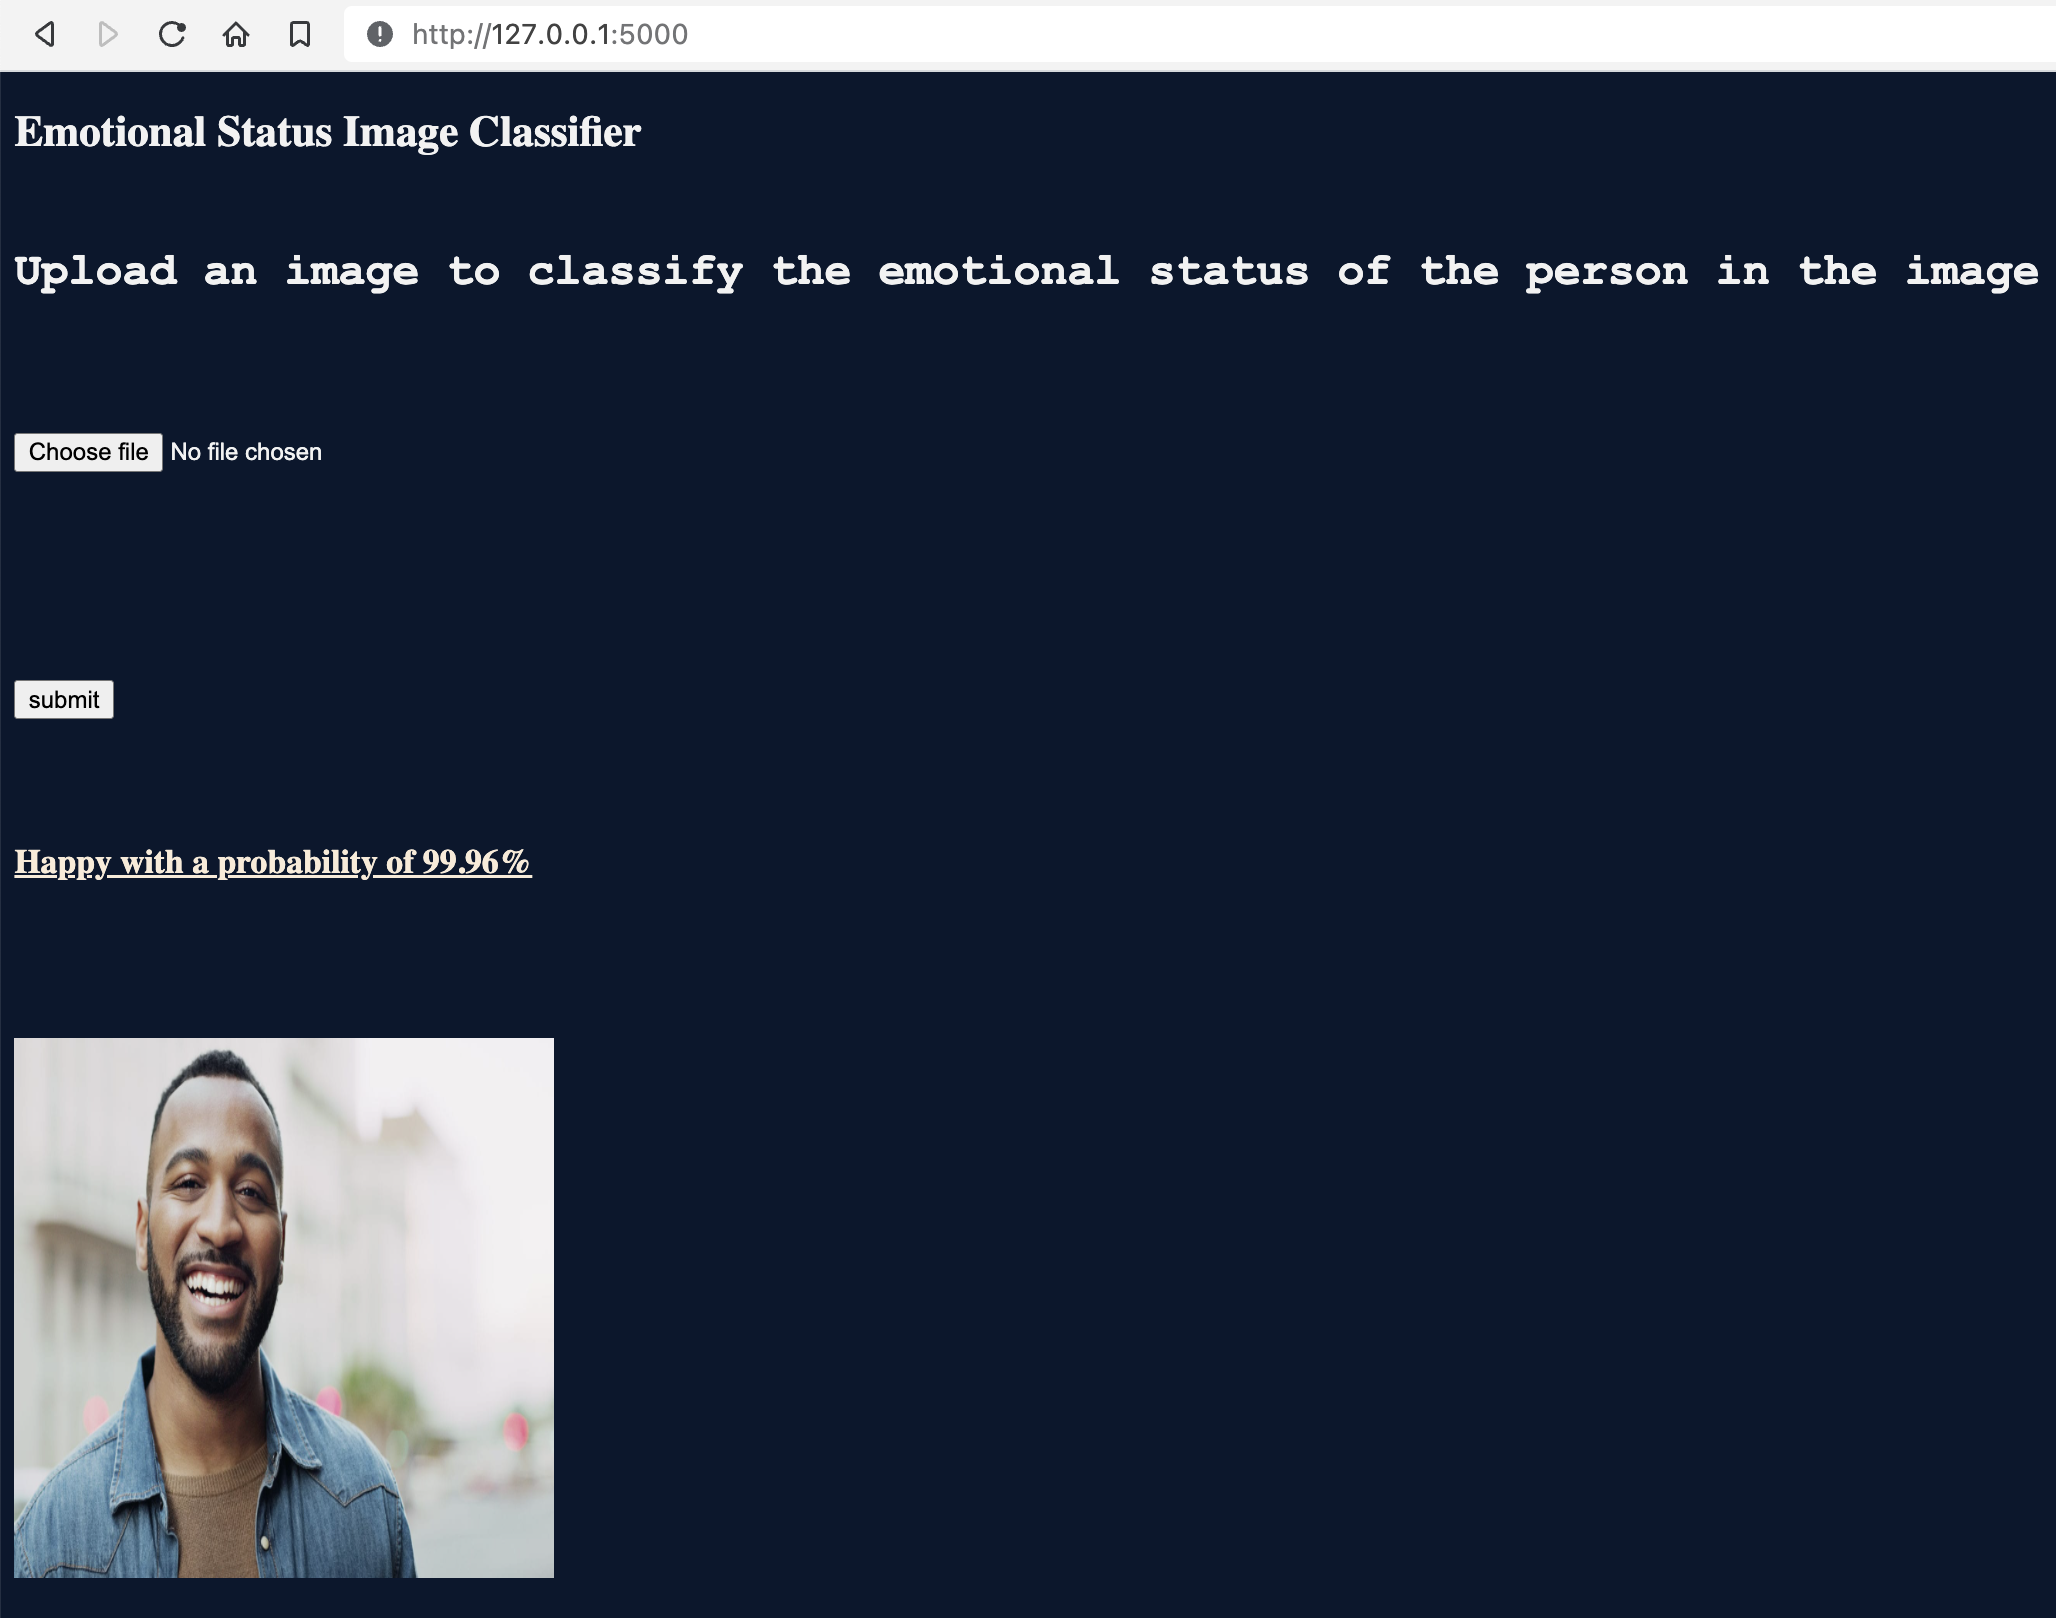 http://127.0.0.1:5000
Emotional Status Image Classifier
Upload an image to classify the emotional status of the person in the image
Choose file No file chosen
submit
Happy with a probability of 99.96%